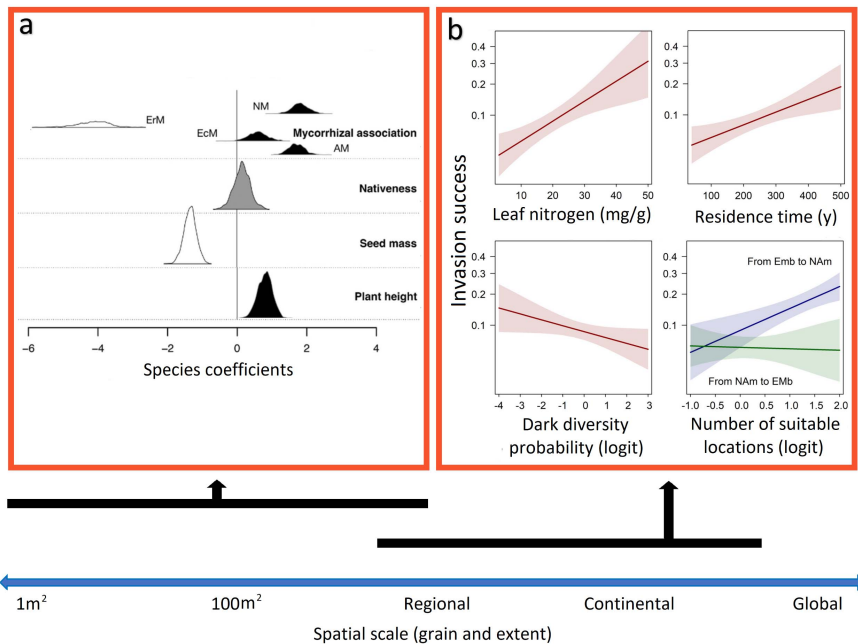 a
NM
ErM
EcM
Mycorrhizal association
AM
Nativeness
Seed mass
Plant height
−6
−4
−2
0
2
4
Species coefficients
b
Invasion success
0.4
0.3
0.2
0.1
10
20
30
40
50
Leaf nitrogen (mg/g)
0.4
0.3
0.2
0.1
100
200
300
400
500
Residence time (y)
0.4
0.3
0.2
0.1
-4
-3
-2
-1
0
1
2
3
Dark diversity
probability (logit)
From Emb to NAm
0.4
0.3
0.2
0.1
From NAm to EMb
-1.0
0.0
0.5
1.0
1.5
2.0
Number of suitable
locations (logit)
1m²
100m²
Regional
Continental
Global
Spatial scale (grain and extent)